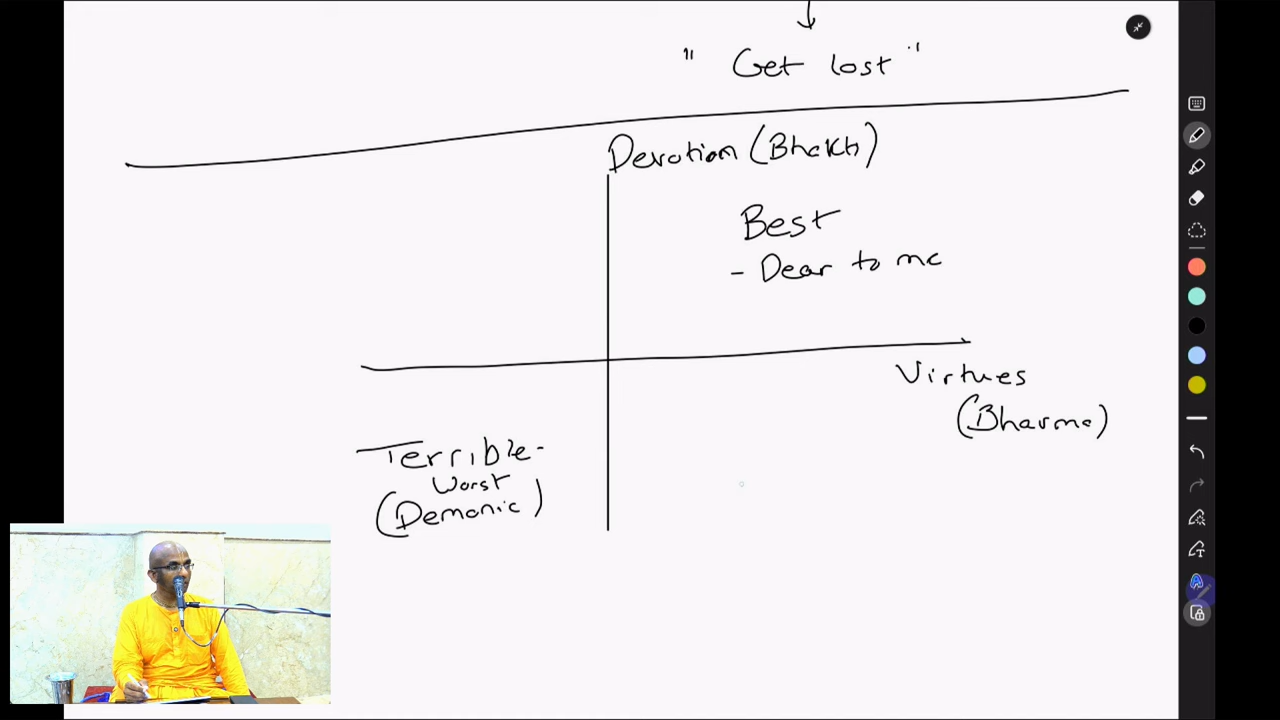 " Get lost "
Devotion (Bhakti)
Best
- Dear to me
Virtues
(Dharma)
Terrible -
Worst
(Demonic)